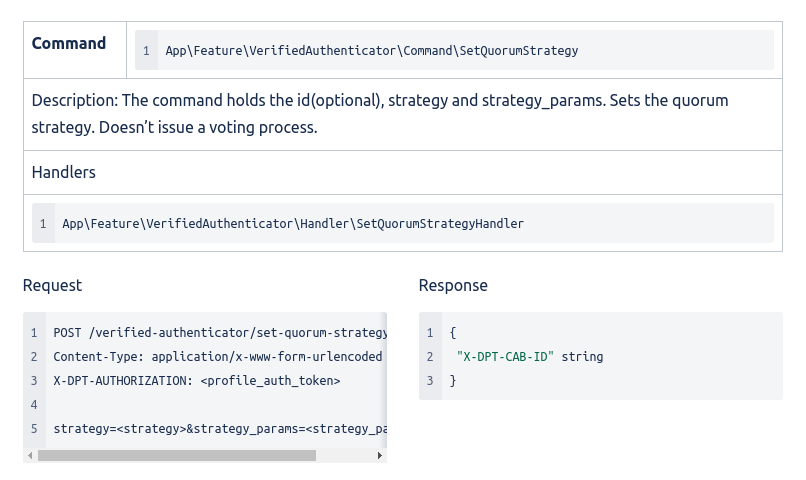 Command
1 App\Feature\VerifiedAuthenticator\Command\SetQuorumStrategy
Description: The command holds the id(optional), strategy and strategy_params. Sets the quorum
strategy. Doesn’t issue a voting process.
Handlers
1 App\Feature\VerifiedAuthenticator\Handler\SetQuorumStrategyHandler
Request
1 POST /verified-authenticator/set-quorum-strategy
2 Content-Type: application/x-www-form-urlencoded
3 X-DPT-AUTHORIZATION: <profile_auth_token>
4
5 strategy=<strategy>&strategy_params=<strategy_pa
Response
1 {
2 "X-DPT-CAB-ID" string
3 }